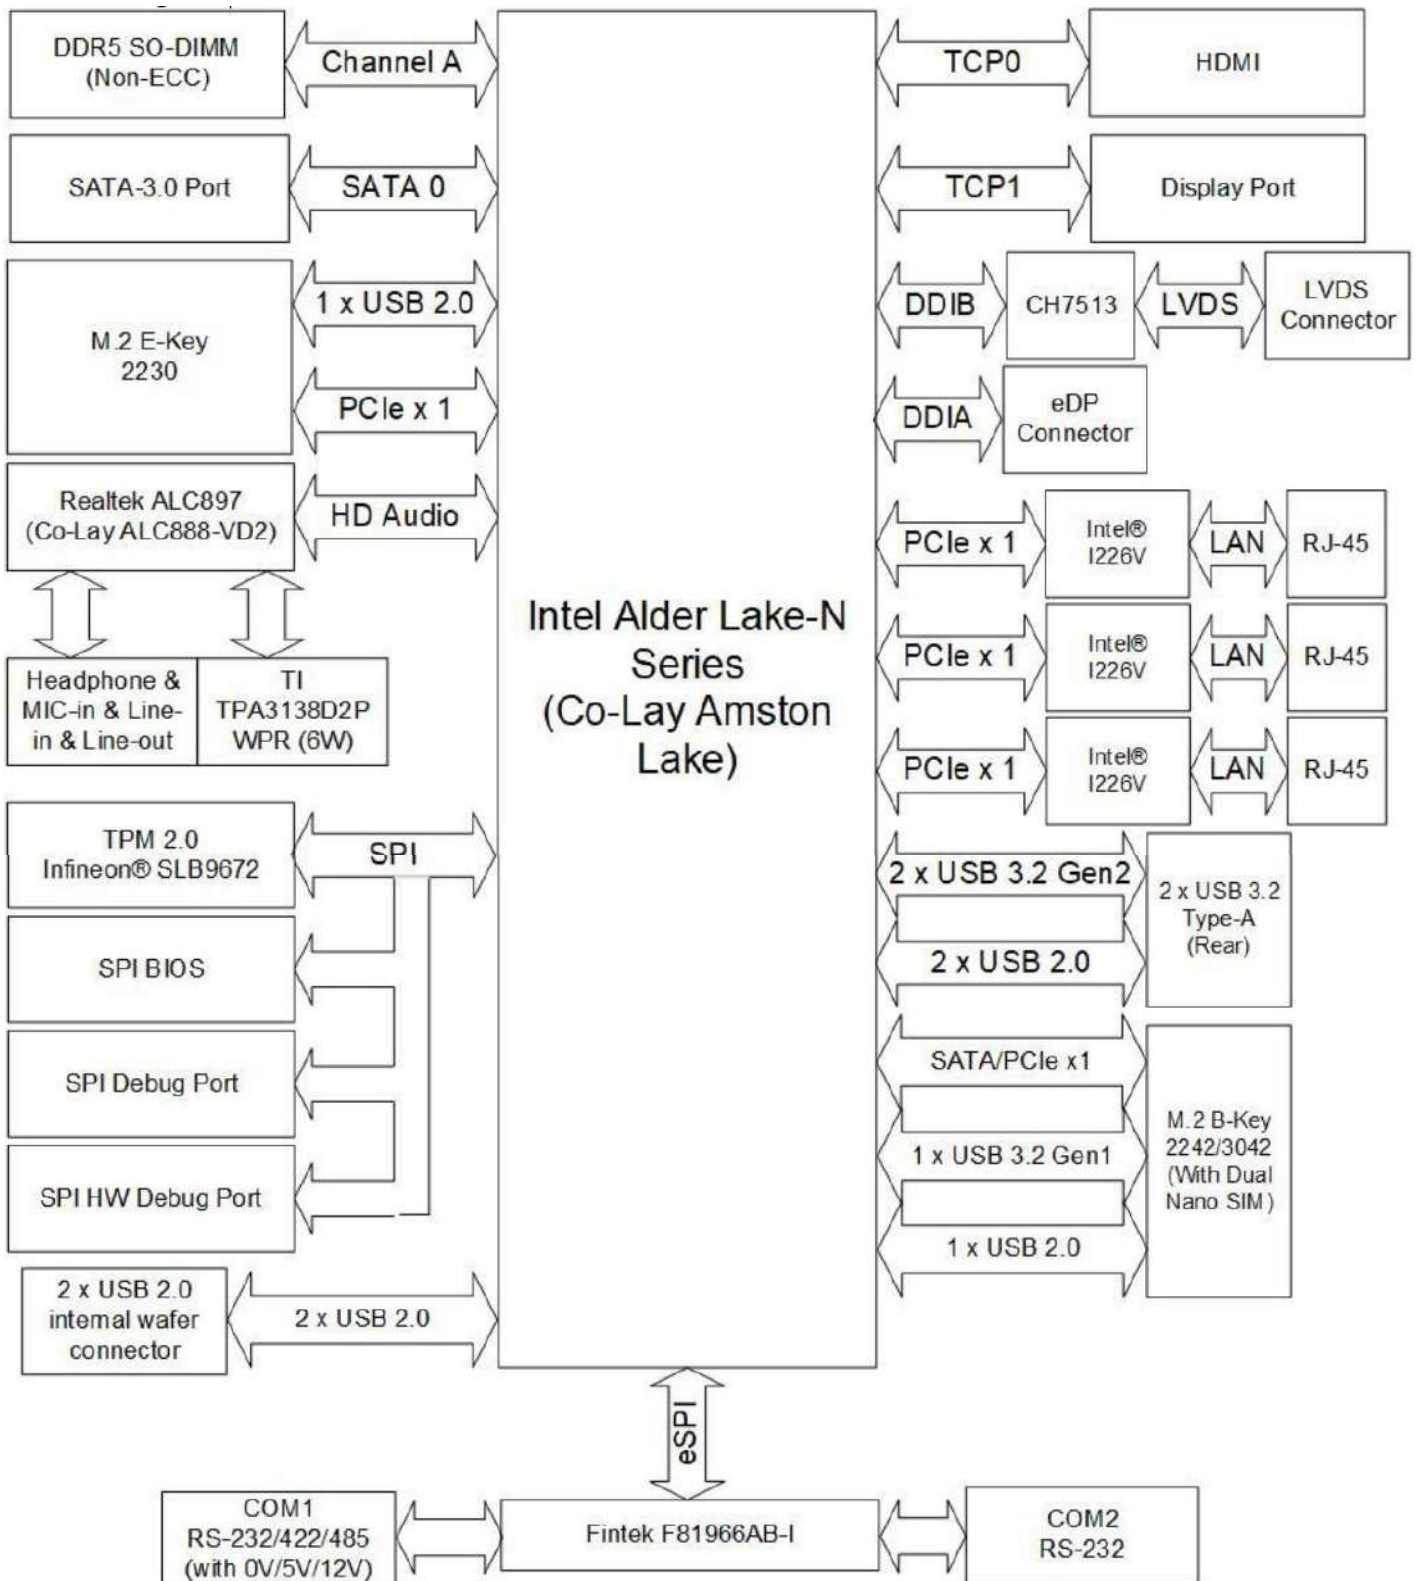 DDR5 SO-DIMM
(Non-ECC)
Channel A
TCP0
HDMI
SATA-3.0 Port
SATA 0
TCP1
Display Port
M.2 E-Key
2230
1 x USB 2.0
PCIe x 1
DDIB
CH7513
LVDS
LVDS
Connector
DDIA
eDP
Connector
Realtek ALC897
(Co-Lay ALC888-VD2)
HD Audio
Headphone &
MIC-in & Line-
in & Line-out
TI
TPA3138D2P
WPR (6W)
Intel Alder Lake-N
Series
(Co-Lay Amston
Lake)
PCIe x 1
Intel®
I226V
LAN
RJ-45
PCIe x 1
Intel®
I226V
LAN
RJ-45
PCIe x 1
Intel®
I226V
LAN
RJ-45
TPM 2.0
Infineon® SLB9672
SPI
SPI BIOS
SPI Debug Port
SPI HW Debug Port
2 x USB 3.2 Gen2
2 x USB 2.0
2 x USB 3.2
Type-A
(Rear)
SATA/PCIe x1
1 x USB 3.2 Gen1
1 x USB 2.0
M.2 B-Key
2242/3042
(With Dual
Nano SIM)
2 x USB 2.0
internal wafer
connector
2 x USB 2.0
eSPI
COM1
RS-232/422/485
(with 0V/5V/12V)
Fintek F81966AB-I
COM2
RS-232